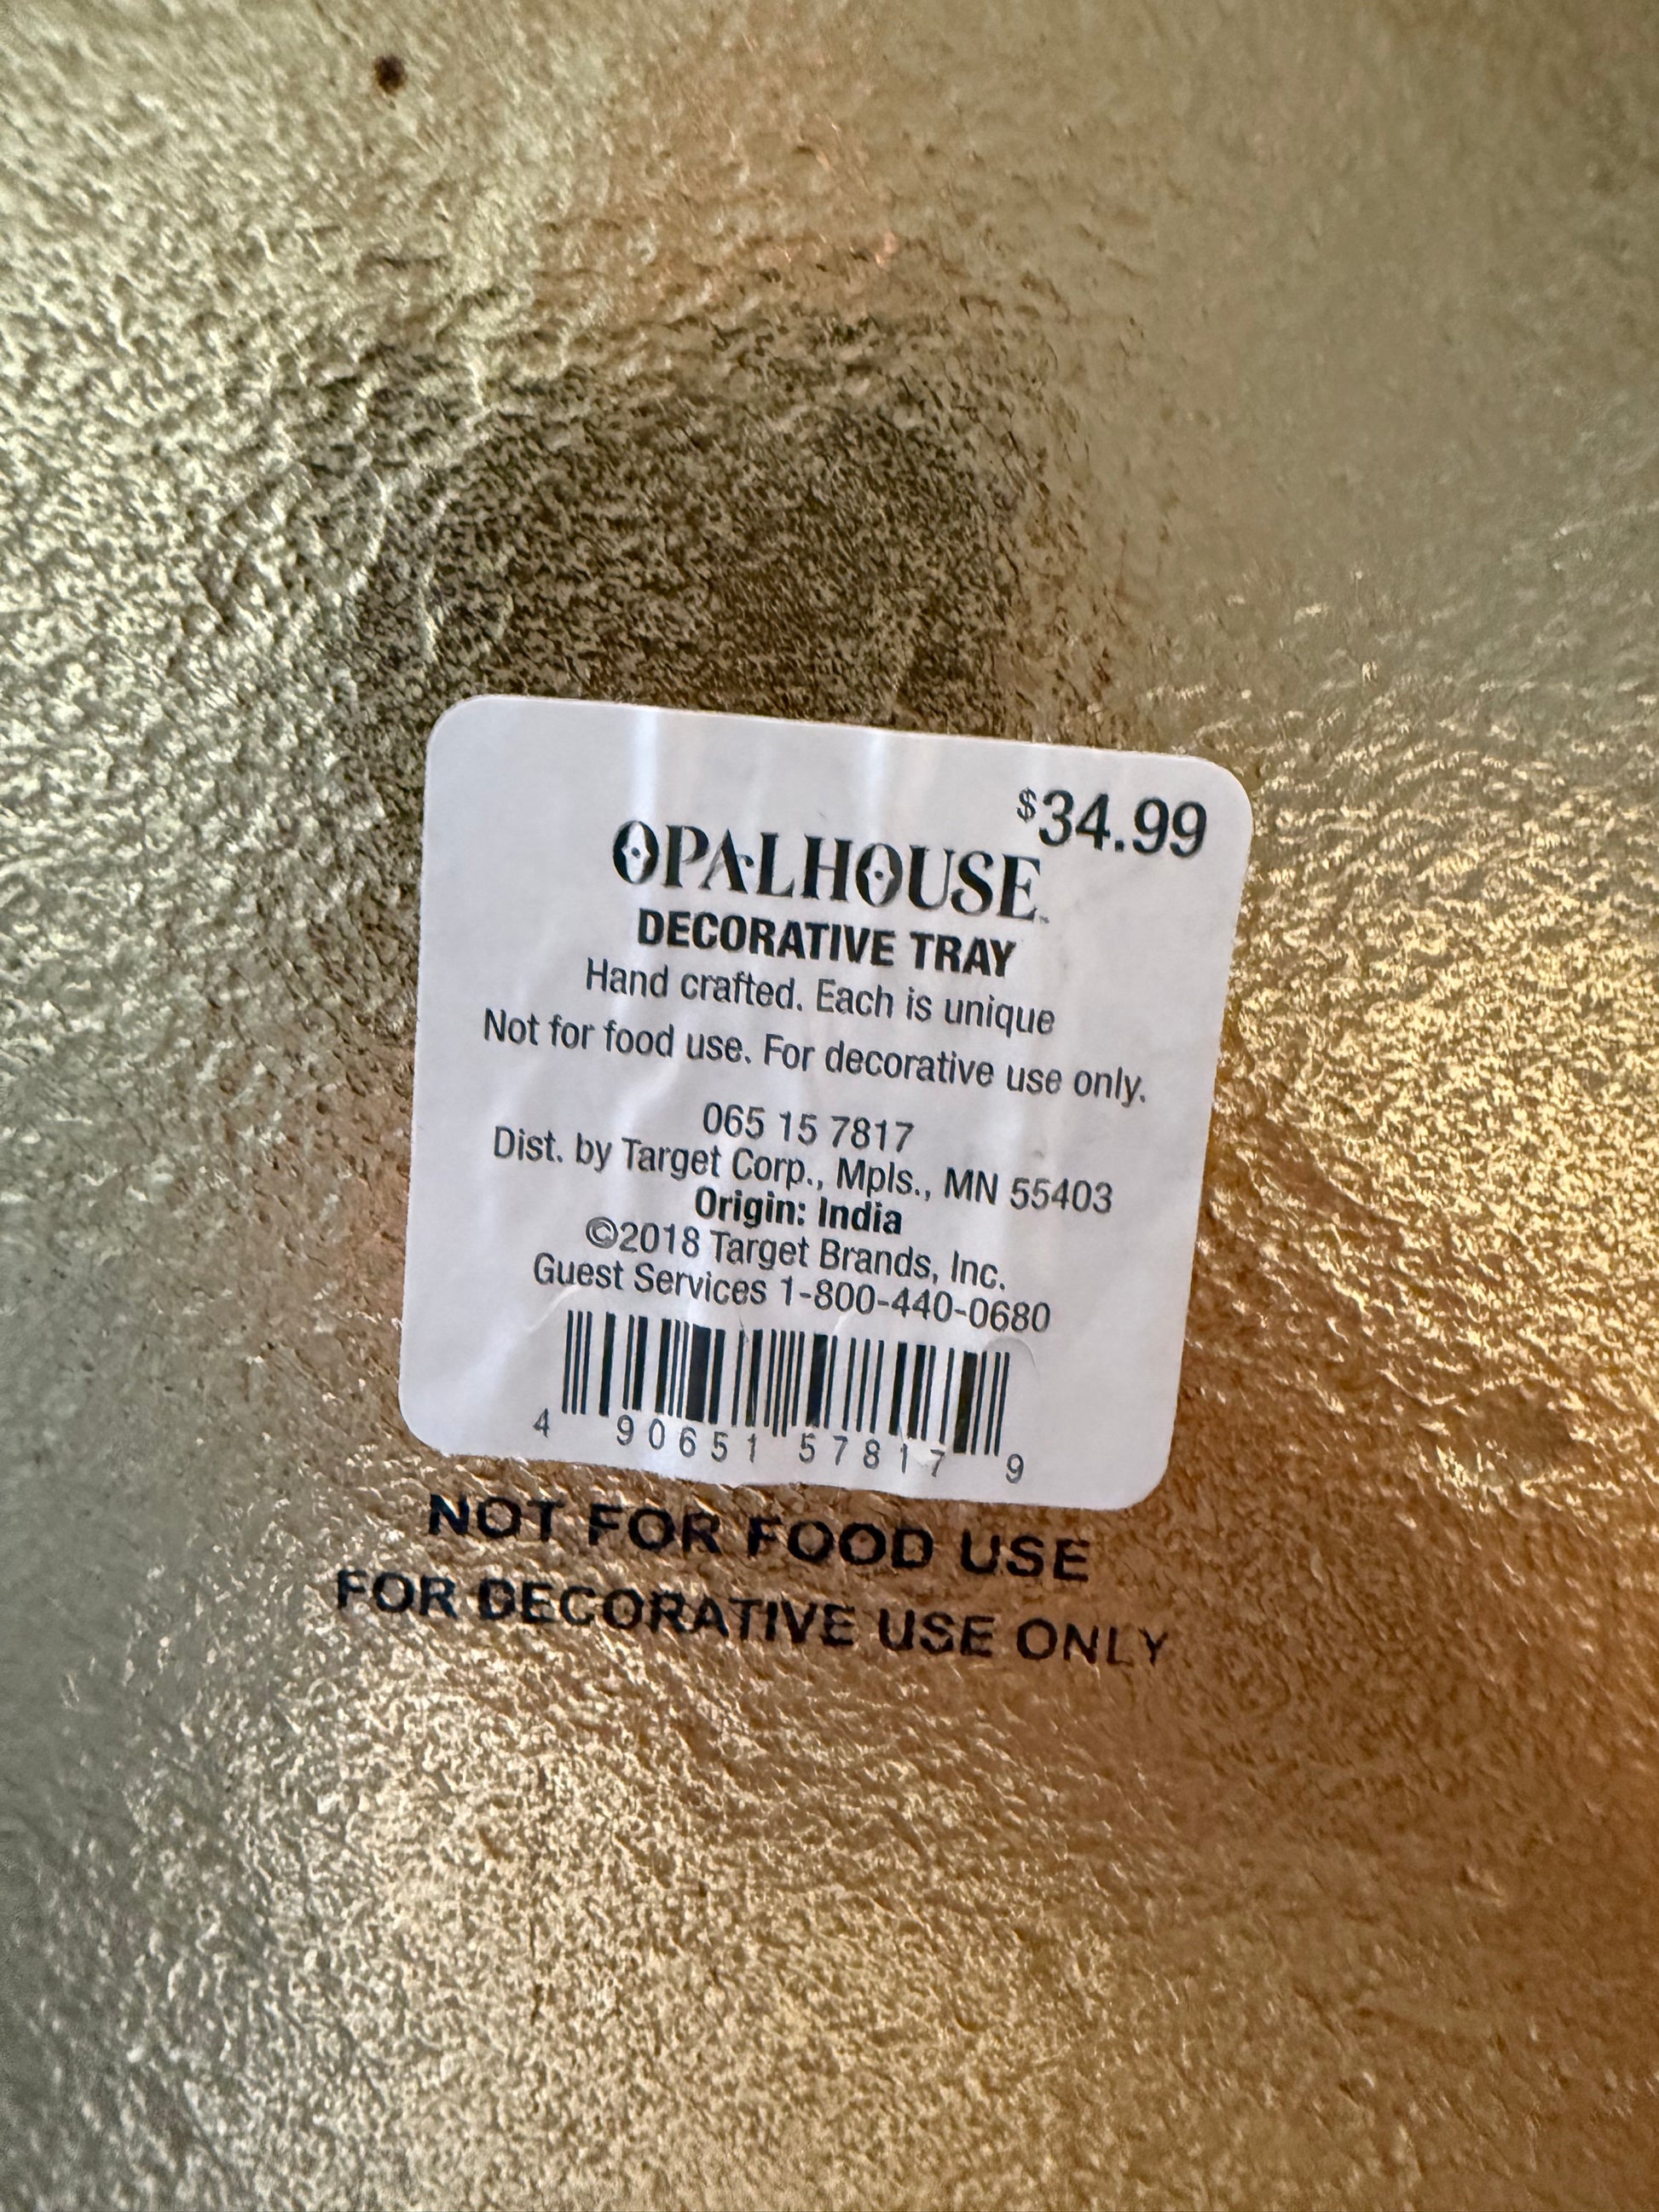 $34.99
OPALHOUSE™
DECORATIVE TRAY
Hand crafted. Each is unique
Not for food use. For decorative use only.
065 15 7817
Dist. by Target Corp., Mpls., MN 55403
Origin: India
©2018 Target Brands, Inc.
Guest Services 1-800-440-0680
4 90651 57817 9
NOT FOR FOOD USE
FOR DECORATIVE USE ONLY